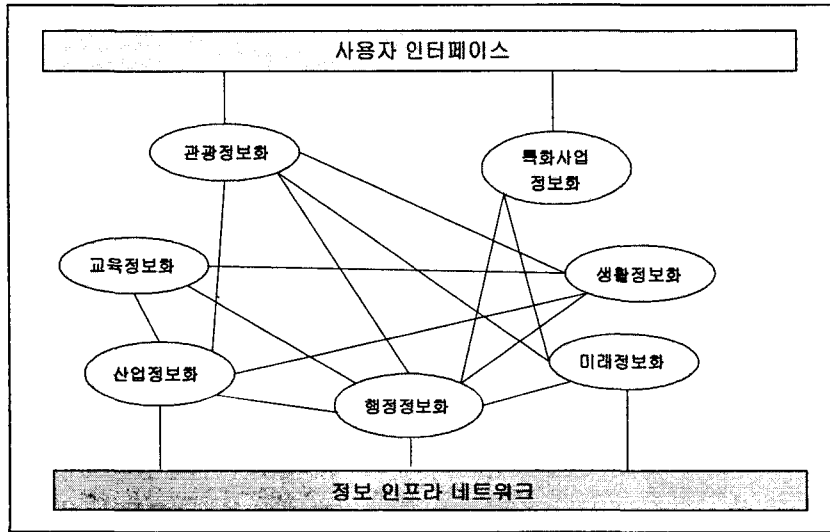 사용자 인터페이스
관광정보화
특화사업
정보화
교육정보화
생활정보화
산업정보화
미래정보화
행정정보화
정보 인프라 네트워크